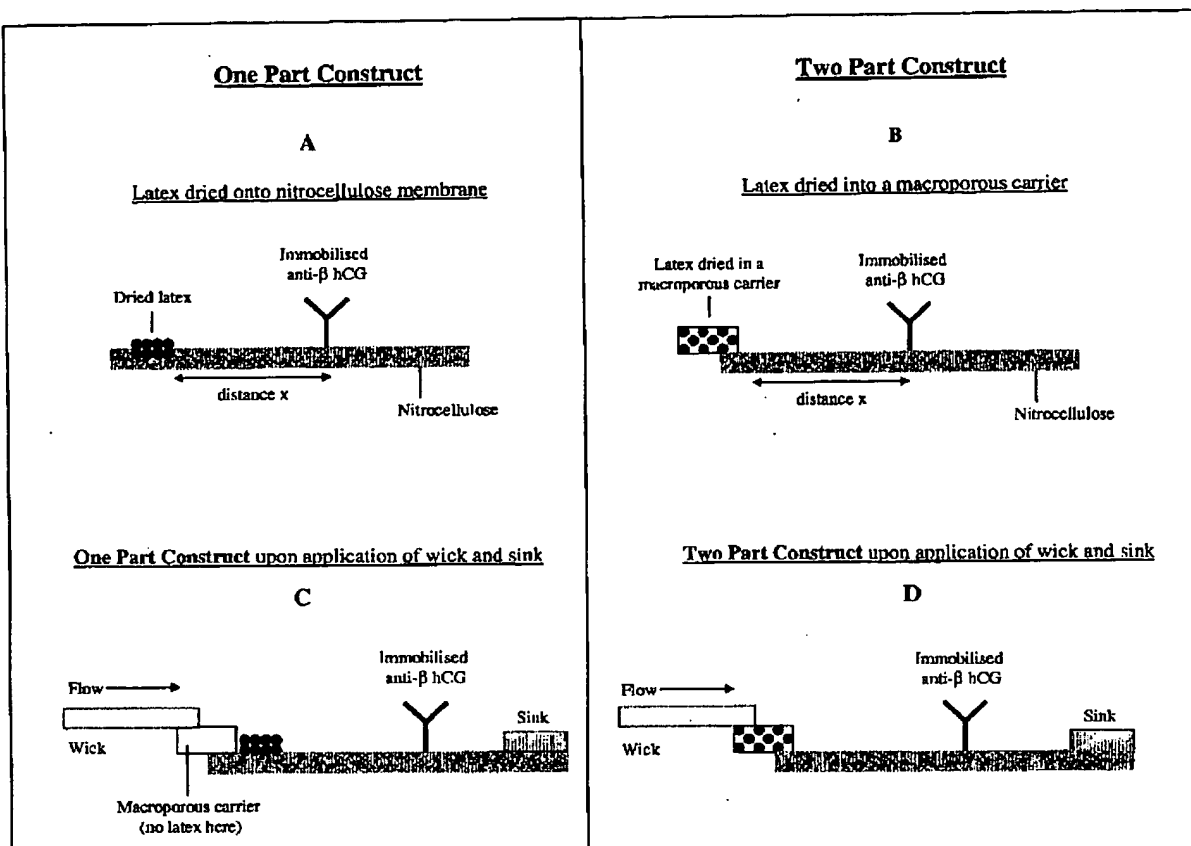 One Part Construct
A
Latex dried onto nitrocellulose membrane
Immobilised
anti-β hCG
Dried latex
distance x
Nitrocellulose
Two Part Construct
B
Latex dried into a macroporous carrier
Latex dried in a
macroporous carrier
Immobilised
anti-β hCG
distance x
Nitrocellulose
One Part Construct upon application of wick and sink
C
Immobilised
anti-β hCG
Flow
Sink
Wick
Macroporous carrier
(no latex here)
Two Part Construct upon application of wick and sink
D
Immobilised
anti-β hCG
Flow
Sink
Wick